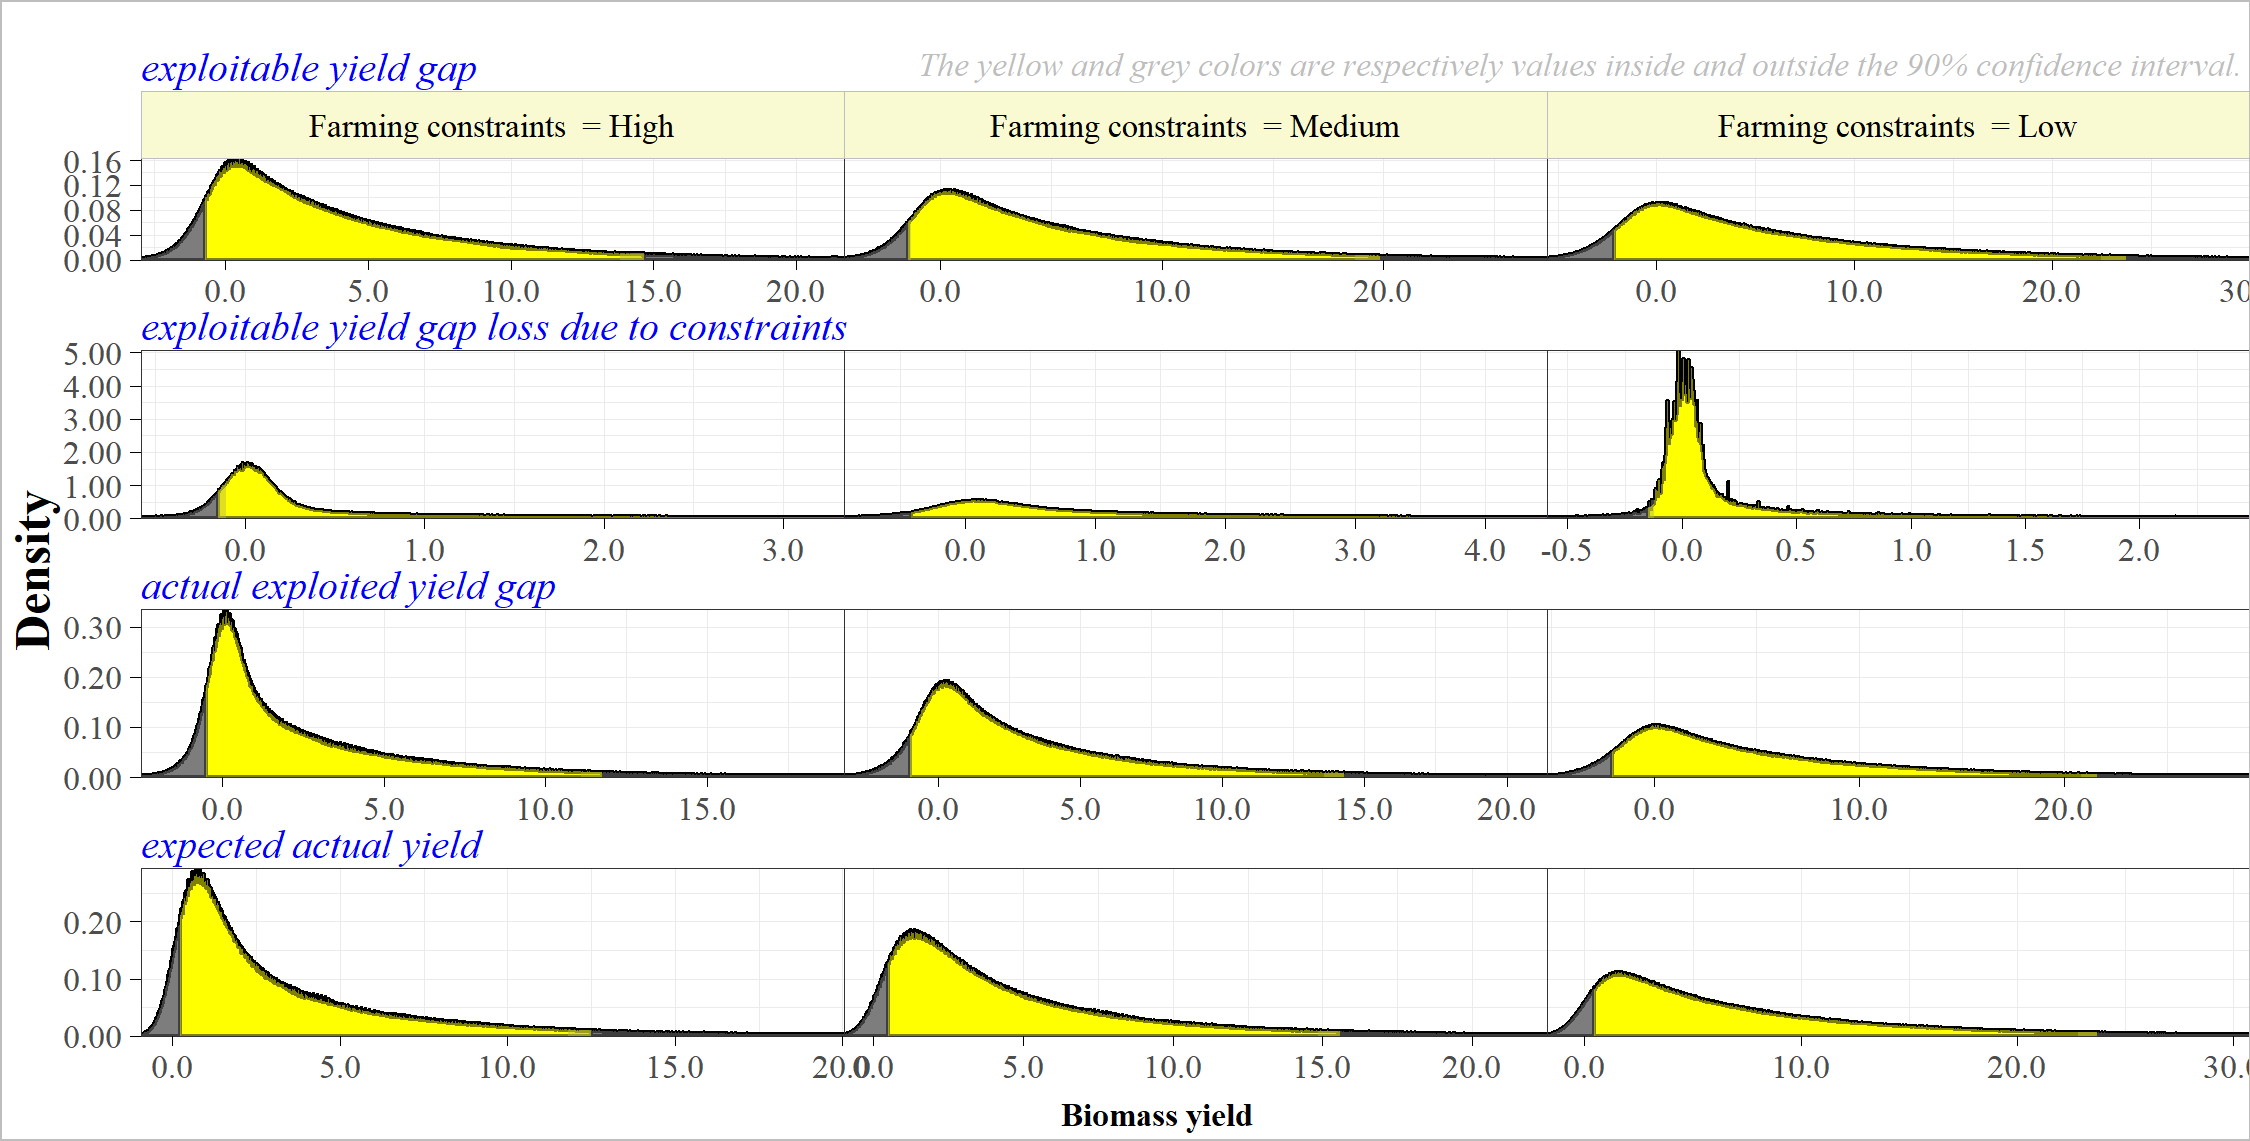 exploitable yield gap
The yellow and grey colors are respectively values inside and outside the 90% confidence interval.
Farming constraints = High Farming constraints = Medium Farming constraints = Low
0.16
0.12
0.08
0.04
0.00
0.0 5.0 10.0 15.0 20.0 0.0 10.0 20.0 0.0 10.0 20.0 30
exploitable yield gap loss due to constraints
5.00
4.00
3.00
2.00
1.00
0.00
0.0 1.0 2.0 3.0 0.0 1.0 2.0 3.0 4.0 -0.5 0.0 0.5 1.0 1.5 2.0
actual exploited yield gap
0.30
0.20
0.10
0.00
0.0 5.0 10.0 15.0 0.0 5.0 10.0 15.0 20.0 0.0 10.0 20.0
expected actual yield
0.20
0.10
0.00
0.0 5.0 10.0 15.0 20.0 0.0 5.0 10.0 15.0 20.0 0.0 10.0 20.0 30.0
Density
Biomass yield